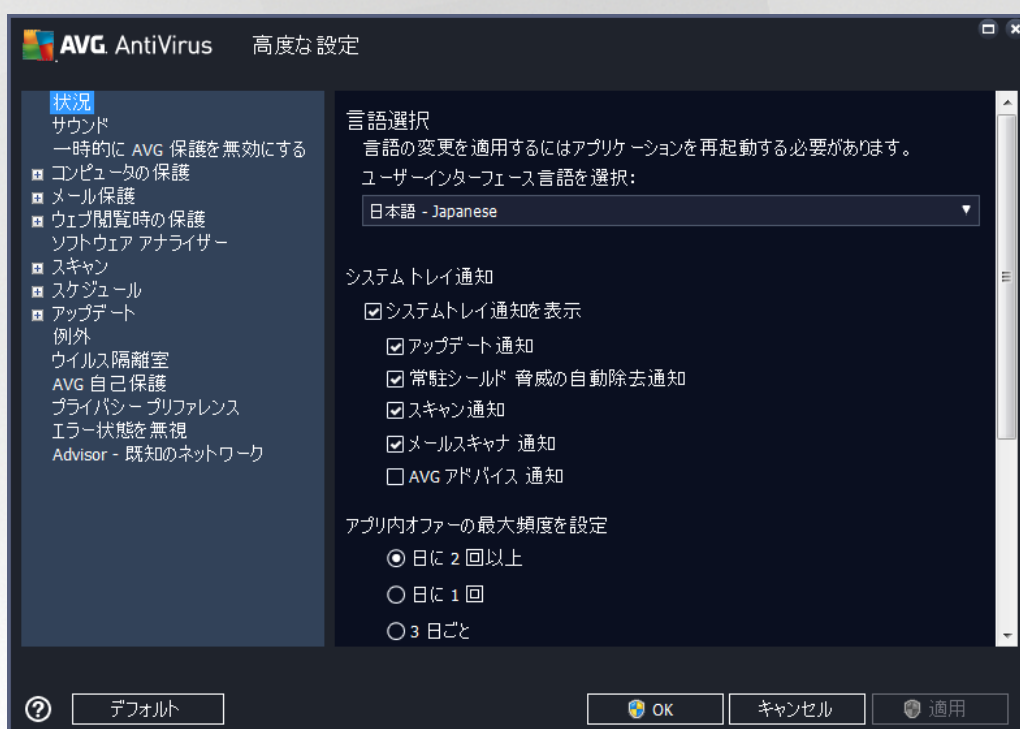 AVG. AntiVirus 高度な設定
状況
サウンド
一時的に AVG 保護を無効にする
コンピュータの保護
メール保護
ウェブ閲覧時の保護
ソフトウェア アナライザー
スキャン
スケジュール
アップデート
例外
ウイルス隔離室
AVG 自己保護
プライバシー プリファレンス
エラー状態を無視
Advisor - 既知のネットワーク
言語選択
言語の変更を適用するにはアプリケーションを再起動する必要があります。
ユーザーインターフェース言語を選択:
日本語 - Japanese
システム トレイ通知
システムトレイ通知を表示
アップデート 通知
常駐シールド 脅威の自動除去通知
スキャン通知
メールスキャナ 通知
AVG アドバイス 通知
アプリ内オファーの最大頻度を設定
日に 2 回以上
日に 1 回
3 日ごと
デフォルト
OK
キャンセル
適用